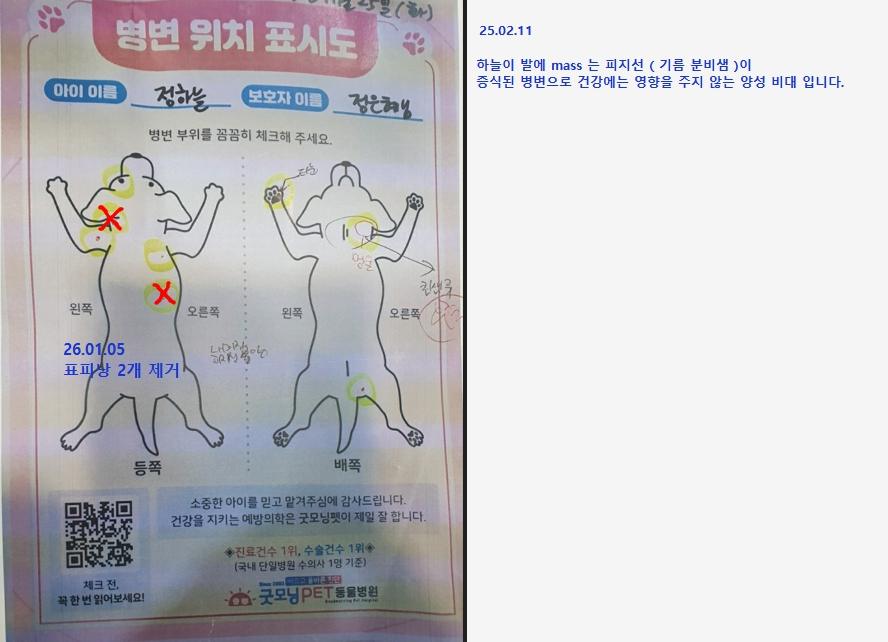 25일(화)
병변 위치 표시도
아이 이름 정하늘 보호자 이름 정은혜님
병변 부위를 꼼꼼히 체크해 주세요.
왼쪽 오른쪽 왼쪽 오른쪽
26.01.05
표피낭 2개 제거
등쪽 배쪽
소중한 아이를 믿고 맡겨주심에 감사드립니다.
건강을 지키는 예방의학은 굿모닝펫이 제일 잘 합니다.
◈진료건수 1위, 수술건수 1위◈
(국내 단일병원 수의사 1명 기준)
체크 전,
꼭 한 번 읽어보세요!
Since 2003
굿모닝PET동물병원
Goodmorning Pet Hospital
25.02.11
하늘이 발에 mass 는 피지선 ( 기름 분비샘 )이
증식된 병변으로 건강에는 영향을 주지 않는 양성 비대 입니다.